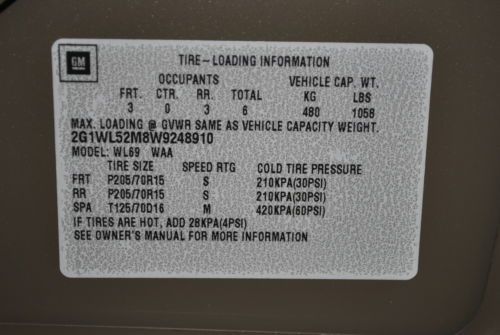 GM
TIRE-LOADING INFORMATION
OCCUPANTS VEHICLE CAP. WT.
FRT. CTR. RR. TOTAL KG LBS
3 0 3 6 480 1058
MAX. LOADING @ GVWR SAME AS VEHICLE CAPACITY WEIGHT.
2G1WL52M8W9248910
MODEL: WL69 WAA
TIRE SIZE SPEED RTG COLD TIRE PRESSURE
FRT P205/70R15 S 210KPA(30PSI)
RR P205/70R15 S 210KPA(30PSI)
SPA T125/70D16 M 420KPA(60PSI)
IF TIRES ARE HOT, ADD 28KPA(4PSI)
SEE OWNER'S MANUAL FOR MORE INFORMATION